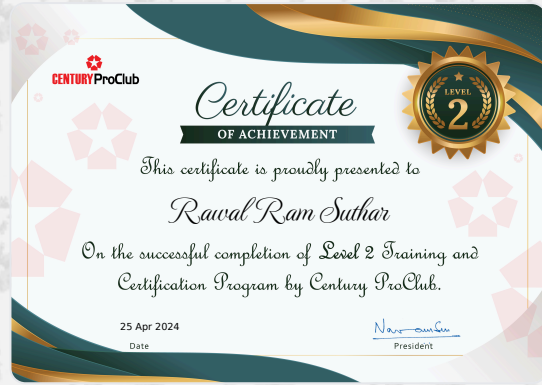 CENTURY ProClub
Certificate
OF ACHIEVEMENT
LEVEL
2
This certificate is proudly presented to
Rawal Ram Suthar
On the successful completion of Level 2 Training and
Certification Program by Century ProClub.
25 Apr 2024
Date
President